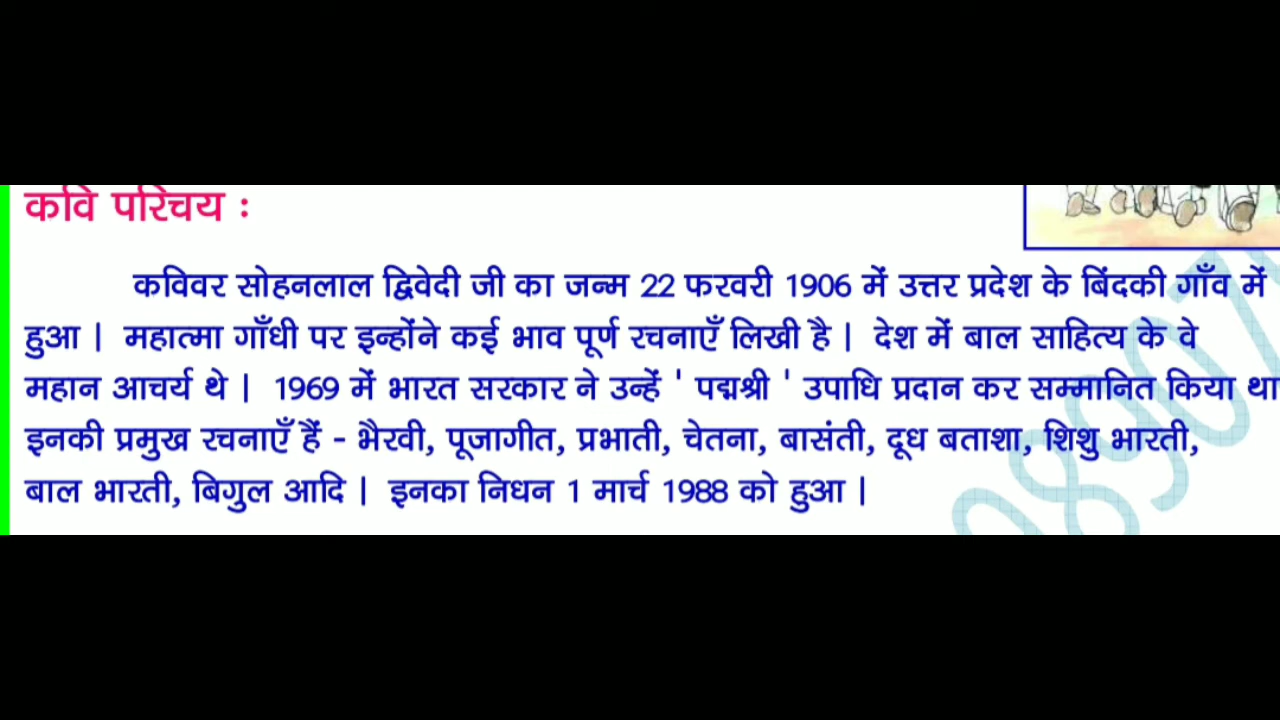 कवि परिचय :
कविवर सोहनलाल द्विवेदी जी का जन्म 22 फरवरी 1906 में उत्तर प्रदेश के बिंदकी गाँव में
हुआ | महात्मा गाँधी पर इन्होंने कई भाव पूर्ण रचनाएँ लिखी है | देश में बाल साहित्य के वे
महान आचर्य थे | 1969 में भारत सरकार ने उन्हें ' पद्मश्री ' उपाधि प्रदान कर सम्मानित किया था
इनकी प्रमुख रचनाएँ हैं - भैरवी, पूजागीत, प्रभाती, चेतना, बासंती, दूध बताशा, शिशु भारती,
बाल भारती, बिगुल आदि | इनका निधन 1 मार्च 1988 को हुआ |